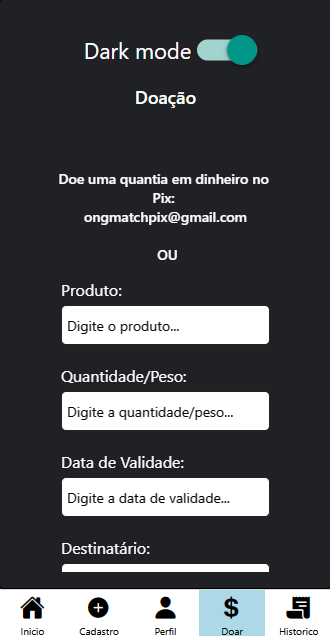 Dark mode
Doação
Doe uma quantia em dinheiro no
Pix:
ongmatchpix@gmail.com
OU
Produto:
Digite o produto...
Quantidade/Peso:
Digite a quantidade/peso...
Data de Validade:
Digite a data de validade...
Destinatário:
Início Cadastro Perfil Doar Historico